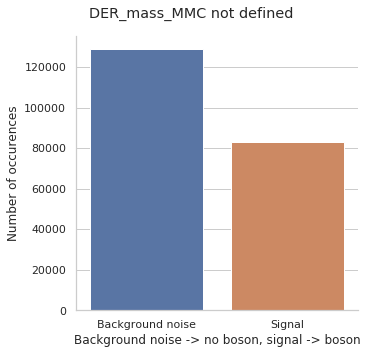 DER_mass_MMC not defined
Number of occurences
120000
100000
80000
60000
40000
20000
0
Background noise
Signal
Background noise -> no boson, signal -> boson